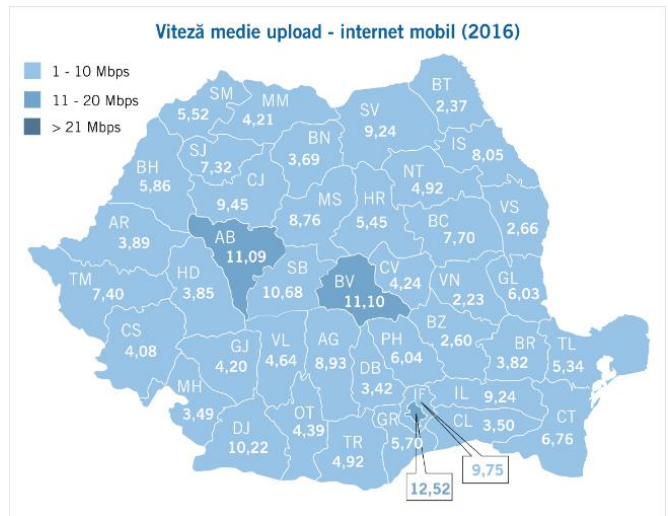 Viteză medie upload - internet mobil (2016)
1 - 10 Mbps
11 - 20 Mbps
> 21 Mbps
SM
5,52
MM
4,21
SV
9,24
BT
2,37
IS
8,05
BN
3,69
SJ
7,32
BH
5,86
CJ
9,45
MS
8,76
HR
5,45
NT
4,92
BC
7,70
VS
2,66
AR
3,89
AB
11,09
TM
7,40
HD
3,85
SB
10,68
BV
11,10
CV
4,24
VN
2,23
GL
6,03
CS
4,08
GJ
4,20
VL
4,64
AG
8,93
PH
6,04
DB
3,42
BZ
2,60
BR
3,82
TL
5,34
MH
3,49
DJ
10,22
OT
4,39
TR
4,92
GR
5,70
IF
IL 9,24
CL 3,50
CT
6,76
9,75
12,52